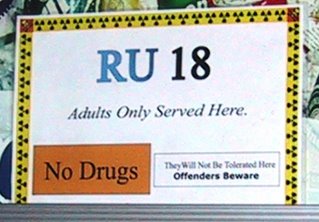 RU 18
Adults Only Served Here.
No Drugs
They Will Not Be Tolerated Here
Offenders Beware